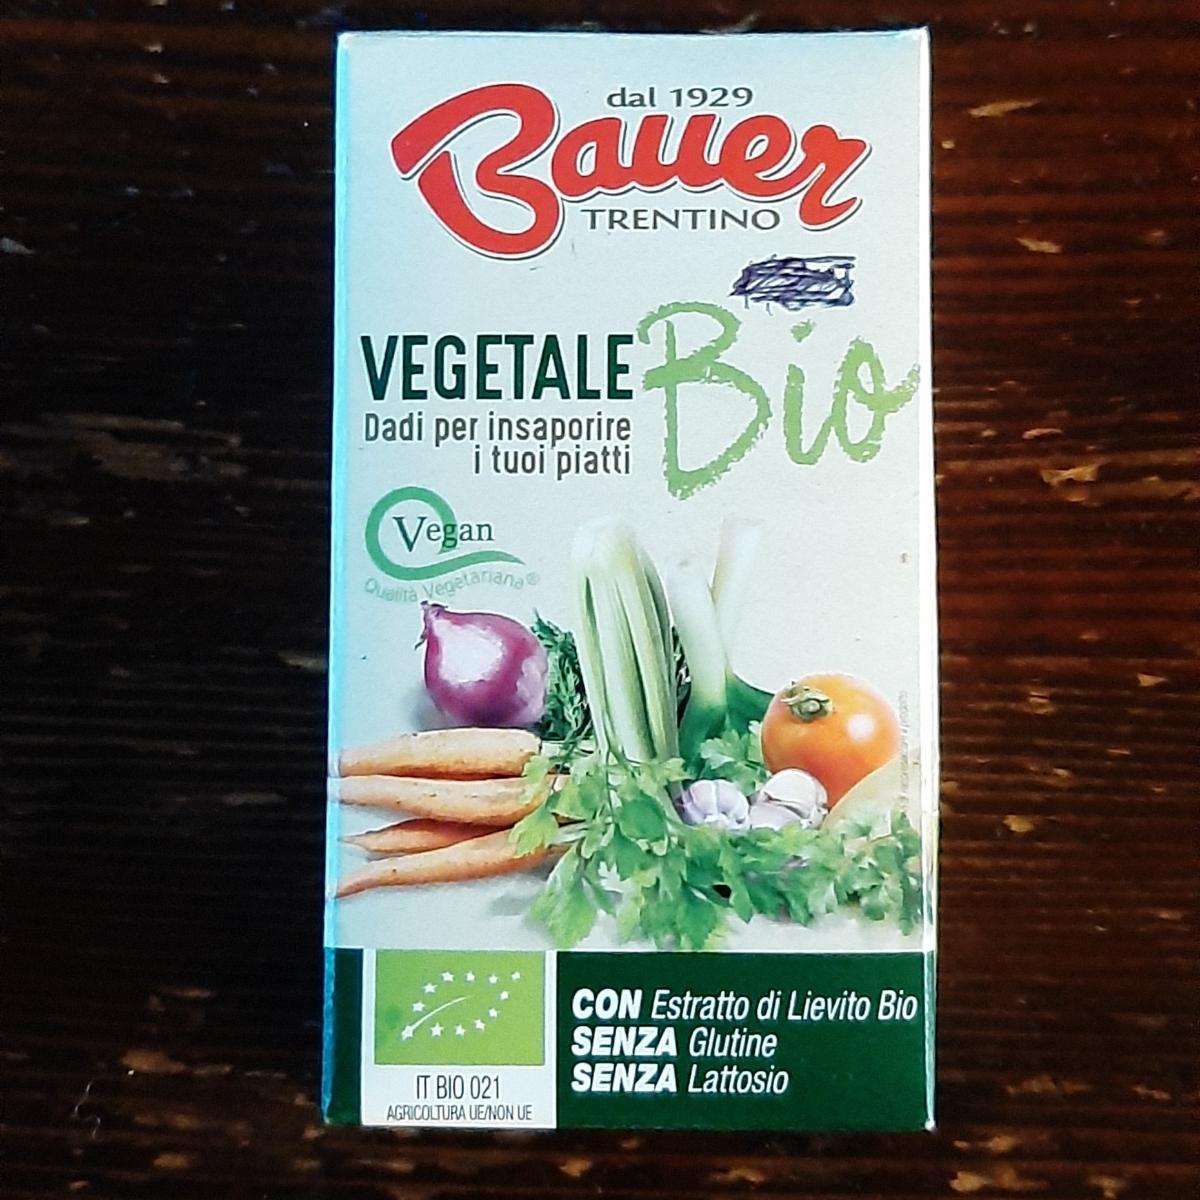 dal 1929
Bauer
TRENTINO
VEGETALE Bio
Dadi per insaporire
i tuoi piatti
Vegan
Qualità Vegetariana®
CON Estratto di Lievito Bio
SENZA Glutine
SENZA Lattosio
IT BIO 021
AGRICOLTURA UE/NON UE